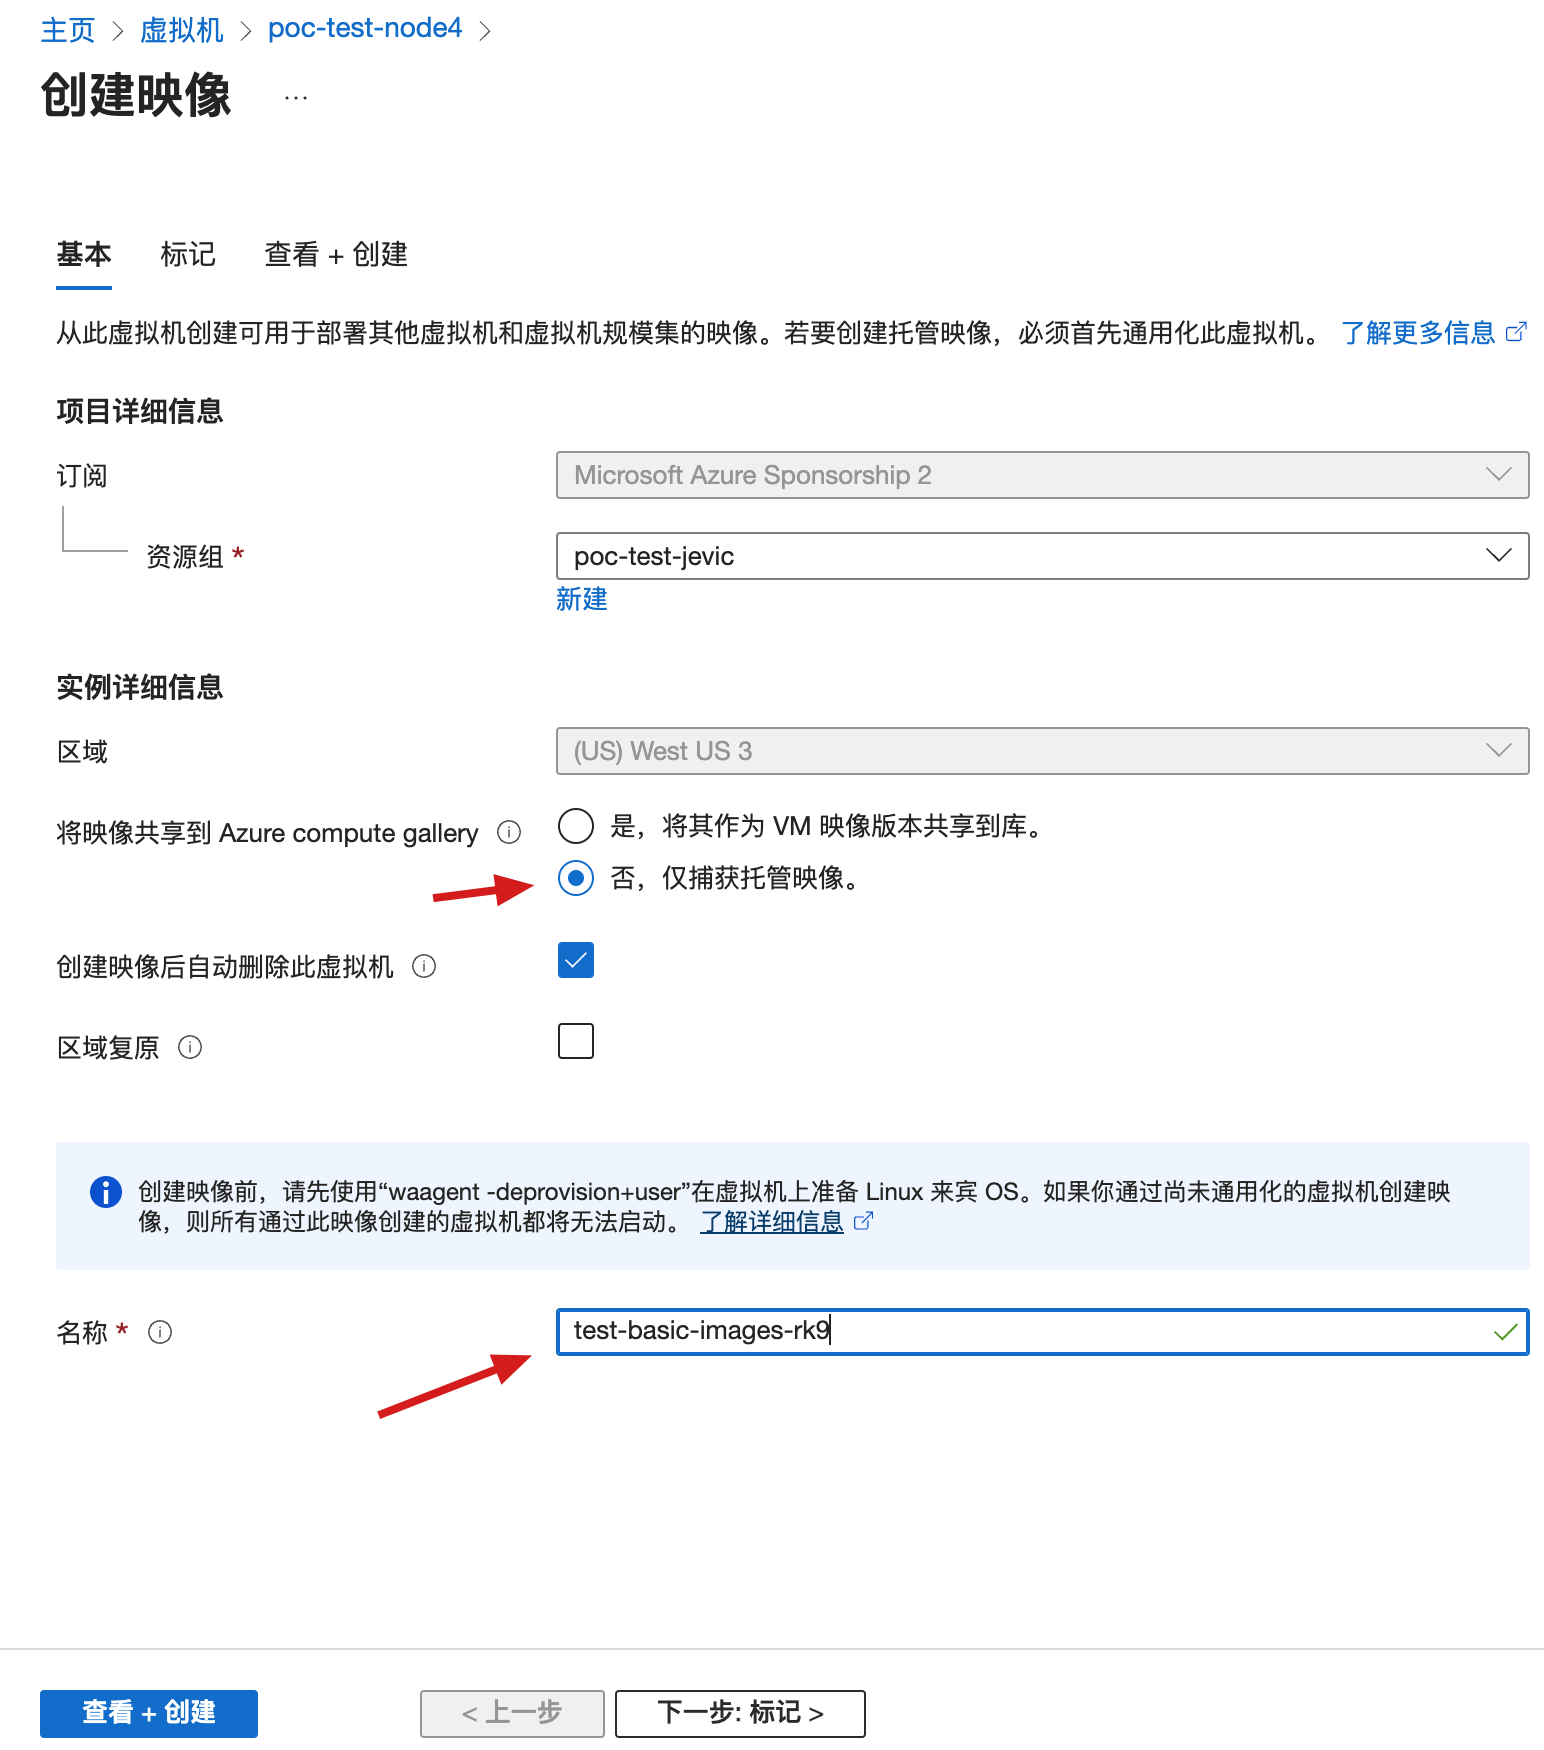 主页 > 虚拟机 > poc-test-node4 >
创建映像 ...
基本 标记 查看 + 创建
从此虚拟机创建可用于部署其他虚拟机和虚拟机规模集的映像。若要创建托管映像，必须首先通用化此虚拟机。 了解更多信息
项目详细信息
订阅 Microsoft Azure Sponsorship 2
资源组 * poc-test-jevic
新建
实例详细信息
区域 (US) West US 3
将映像共享到 Azure compute gallery 是，将其作为 VM 映像版本共享到库。
否，仅捕获托管映像。
创建映像后自动删除此虚拟机
区域复原
创建映像前，请先使用“waagent -deprovision+user”在虚拟机上准备 Linux 来宾 OS。如果你通过尚未通用化的虚拟机创建映
像，则所有通过此映像创建的虚拟机都将无法启动。 了解详细信息
名称 * test-basic-images-rk9
查看 + 创建 < 上一步 下一步: 标记 >